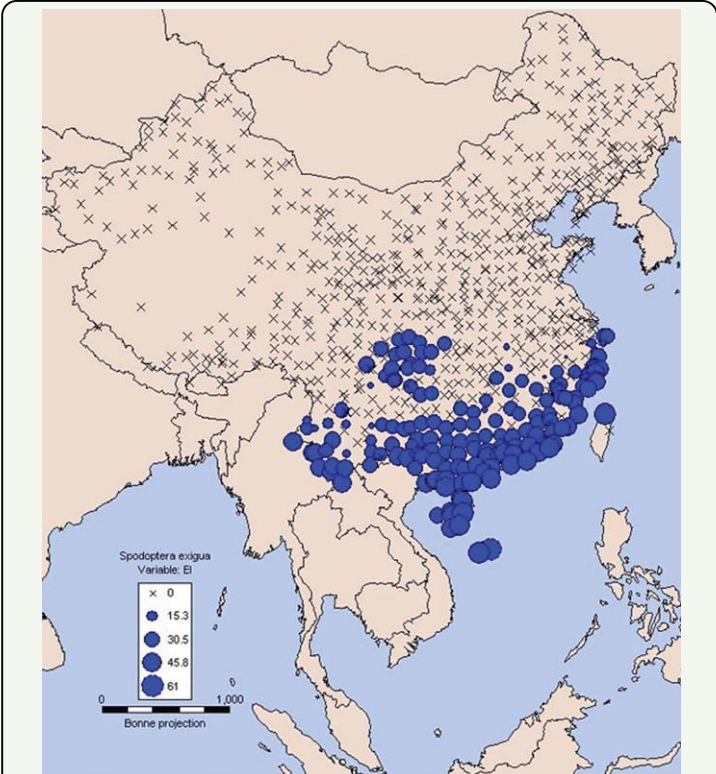 Spodoptera exigua
Variable: EI
× 0
15.3
30.5
45.8
61
0 1,000
Bonne projection